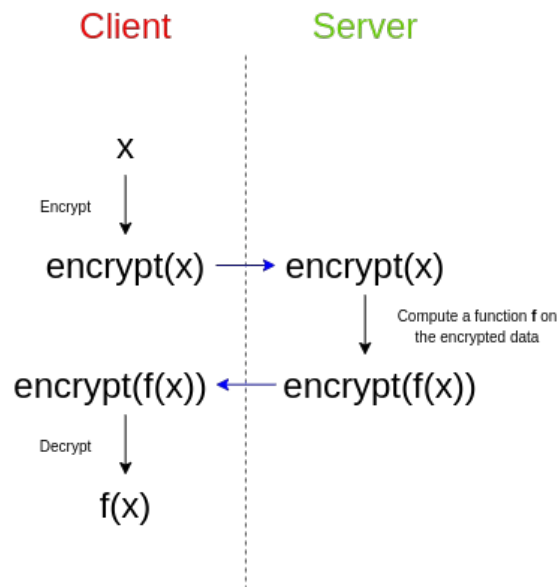 Client
Server
x
Encrypt
encrypt(x)
encrypt(x)
Compute a function f on
the encrypted data
encrypt(f(x))
encrypt(f(x))
Decrypt
f(x)